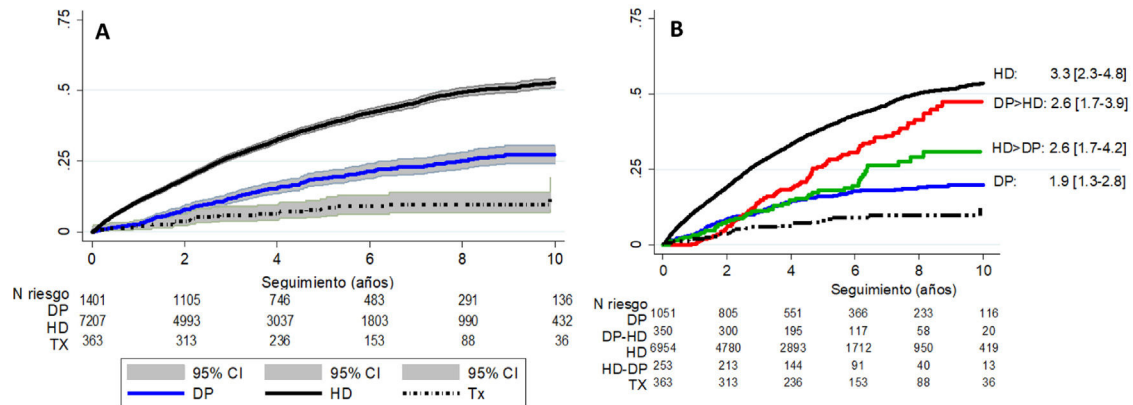 A
.75
.5
.25
0
0 2 4 6 8 10
Seguimiento (años)
N riesgo
DP 1401 1105 746 483 291 136
HD 7207 4993 3037 1803 990 432
TX 363 313 236 153 88 36
95% CI 95% CI 95% CI
DP HD Tx
B
.75
.5
.25
0
HD: 3.3 [2.3-4.8]
DP>HD: 2.6 [1.7-3.9]
HD>DP: 2.6 [1.7-4.2]
DP: 1.9 [1.3-2.8]
0 2 4 6 8 10
Seguimiento (años)
N riesgo
DP 1051 805 551 366 233 116
DP-HD 350 300 195 117 58 20
HD 6954 4780 2893 1712 950 419
HD-DP 253 213 144 91 40 13
TX 363 313 236 153 88 36